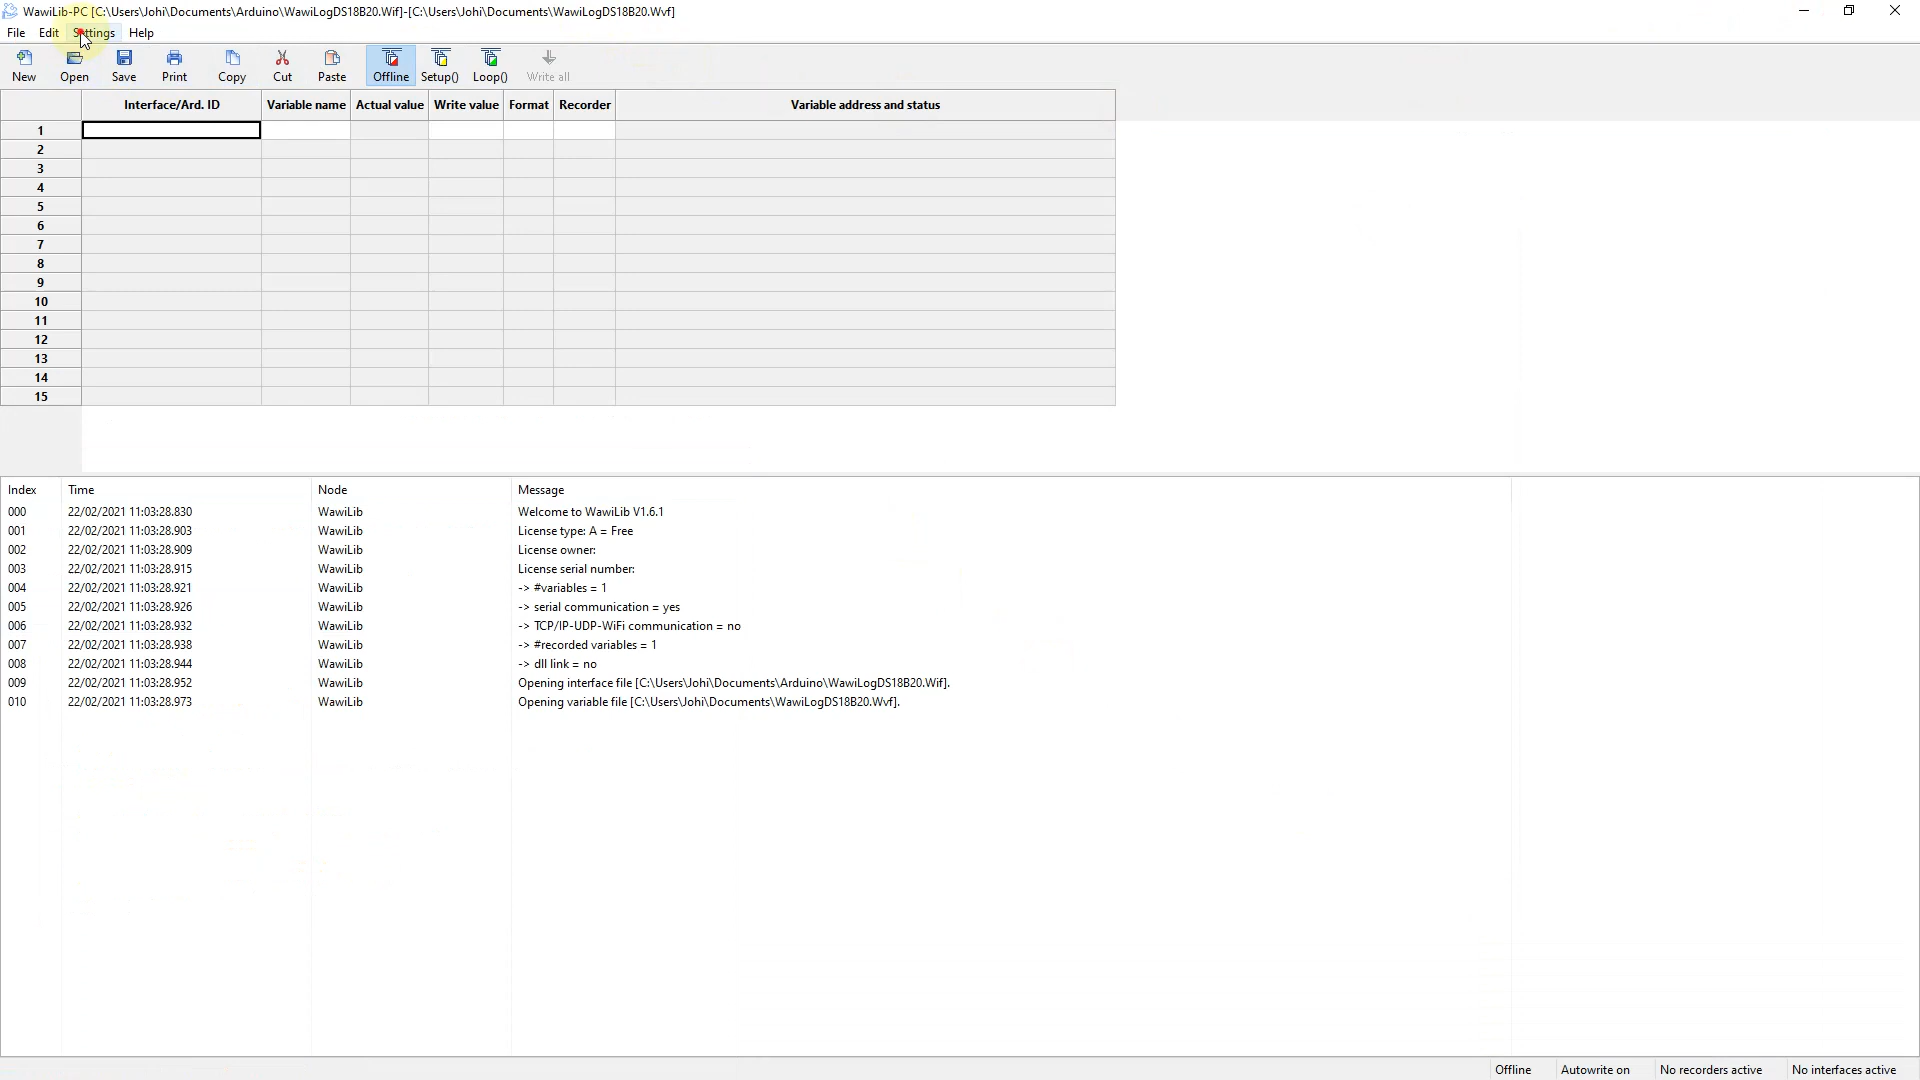 WawiLib-PC [C:\Users\Johi\Documents\Arduino\WawiLogDS18B20.Wif]-[C:\Users\Johi\Documents\WawiLogDS18B20.Wvf]
File Edit Settings Help
New Open Save Print Copy Cut Paste Offline Setup() Loop() Write all
Interface/Ard. ID Variable name Actual value Write value Format Recorder Variable address and status
1
2
3
4
5
6
7
8
9
10
11
12
13
14
15
Index Time Node Message
000 22/02/2021 11:03:28.830 WawiLib Welcome to WawiLib V1.6.1
001 22/02/2021 11:03:28.903 WawiLib License type: A = Free
002 22/02/2021 11:03:28.909 WawiLib License owner:
003 22/02/2021 11:03:28.915 WawiLib License serial number:
004 22/02/2021 11:03:28.921 WawiLib -> #variables = 1
005 22/02/2021 11:03:28.926 WawiLib -> serial communication = yes
006 22/02/2021 11:03:28.932 WawiLib -> TCP/IP-UDP-WiFi communication = no
007 22/02/2021 11:03:28.938 WawiLib -> #recorded variables = 1
008 22/02/2021 11:03:28.944 WawiLib -> dll link = no
009 22/02/2021 11:03:28.952 WawiLib Opening interface file [C:\Users\Johi\Documents\Arduino\WawiLogDS18B20.Wif].
010 22/02/2021 11:03:28.973 WawiLib Opening variable file [C:\Users\Johi\Documents\WawiLogDS18B20.Wvf].
Offline Autowrite on No recorders active No interfaces active